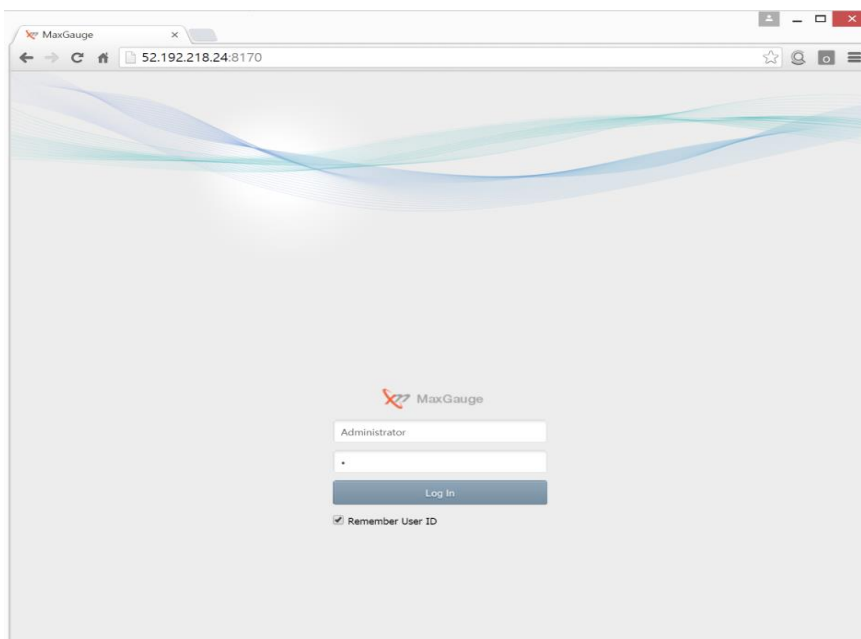 MaxGauge
52.192.218.24:8170
MaxGauge
Administrator
Log In
Remember User ID